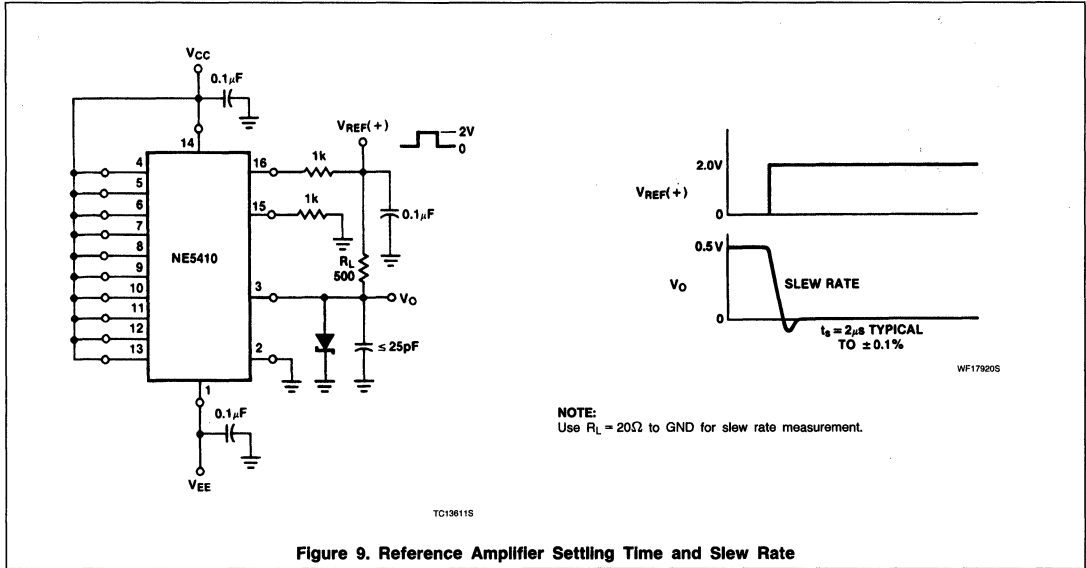 VCC
0.1μF
14
4
5
6
7
8
9
10
11
12
13
NE5410
16
1k
VREF(+)
2V
0
15
1k
0.1μF
RL
500
3
VO
≤ 25pF
2
1
0.1μF
VEE
TC13611S
2.0V
VREF(+)
0
0.5V
VO
SLEW RATE
0
ts = 2μs TYPICAL
TO ±0.1%
WF17920S
NOTE:
Use RL = 20Ω to GND for slew rate measurement.
Figure 9. Reference Amplifier Settling Time and Slew Rate